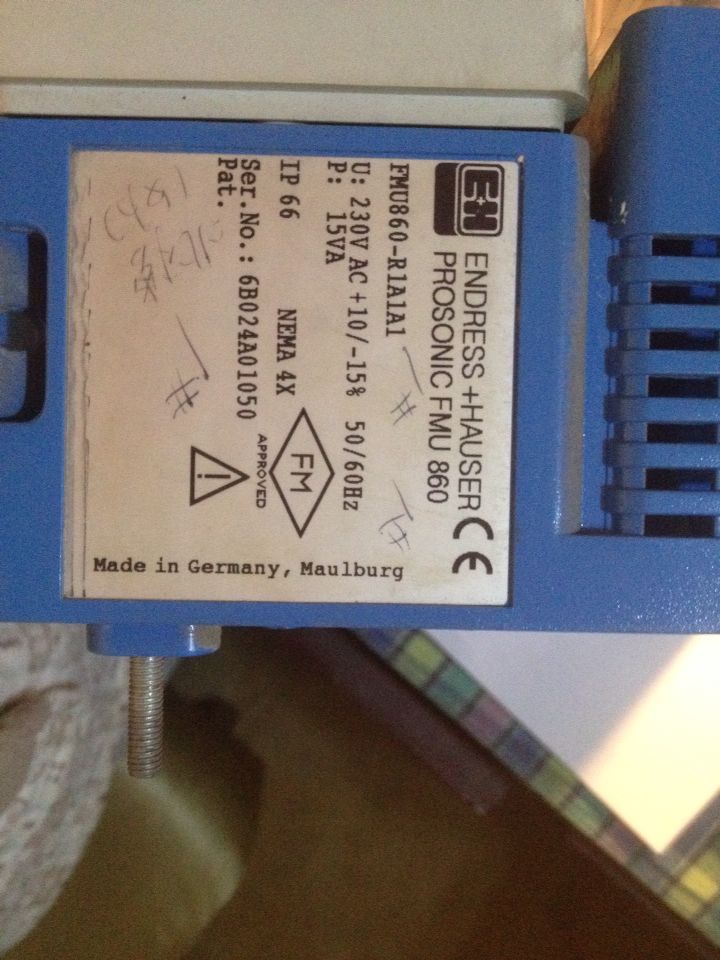 E+H
ENDRESS +HAUSER
PROSONIC FMU 860
CE
FMU860-R1A1A1
U: 230V AC +10/-15% 50/60Hz
P: 15VA
IP 66 NEMA 4X
Ser.No.: 6B024A01050
Pat.
FM
APPROVED
Made in Germany, Maulburg